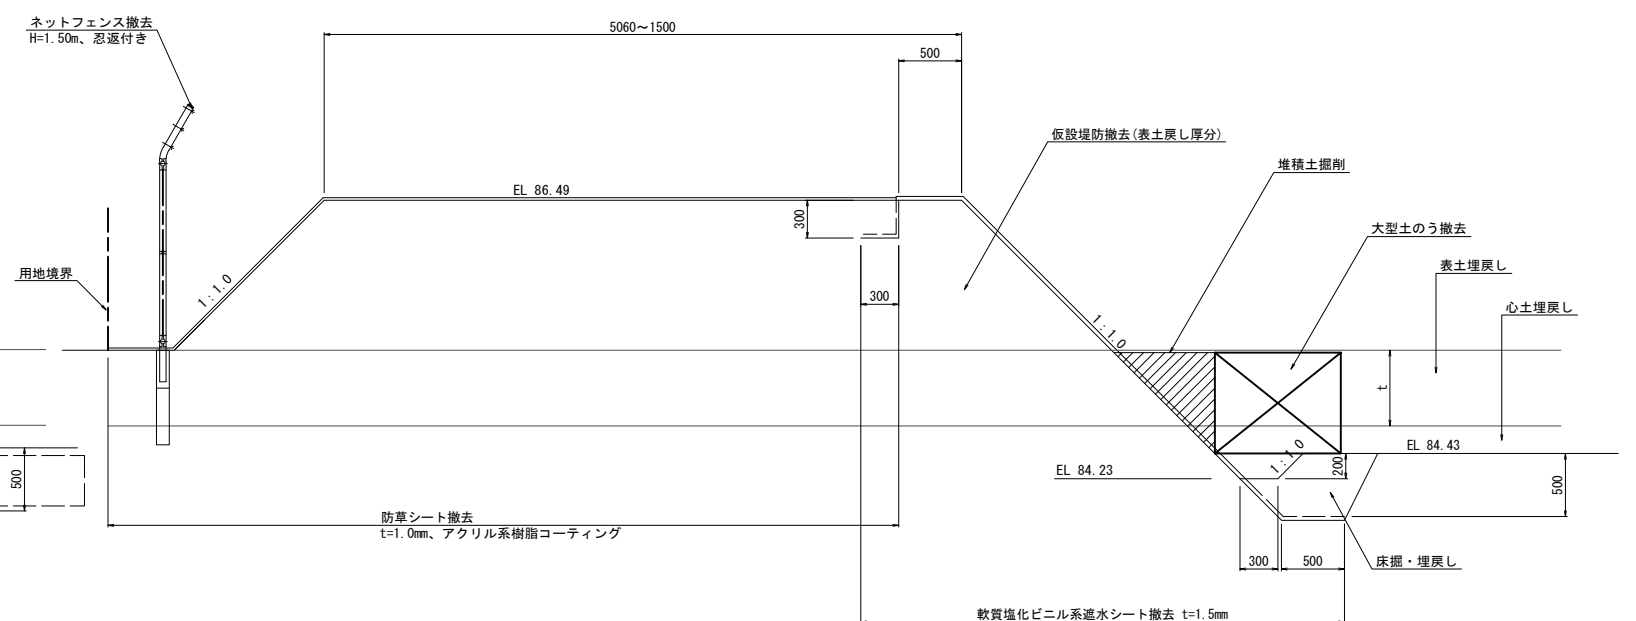 ネットフェンス撤去
H=1.50m、忍返付き
5060～1500
500
仮設堤防撤去(表土戻し厚分)
堆積土掘削
大型土のう撤去
表土埋戻し
心土埋戻し
用地境界
EL 86.49
300
1:1.0
300
1:1.0
t
EL 84.43
EL 84.23
1:1.0
200
500
500
防草シート撤去
t=1.0mm、アクリル系樹脂コーティング
300
500
床掘・埋戻し
軟質塩化ビニル系遮水シート撤去 t=1.5mm